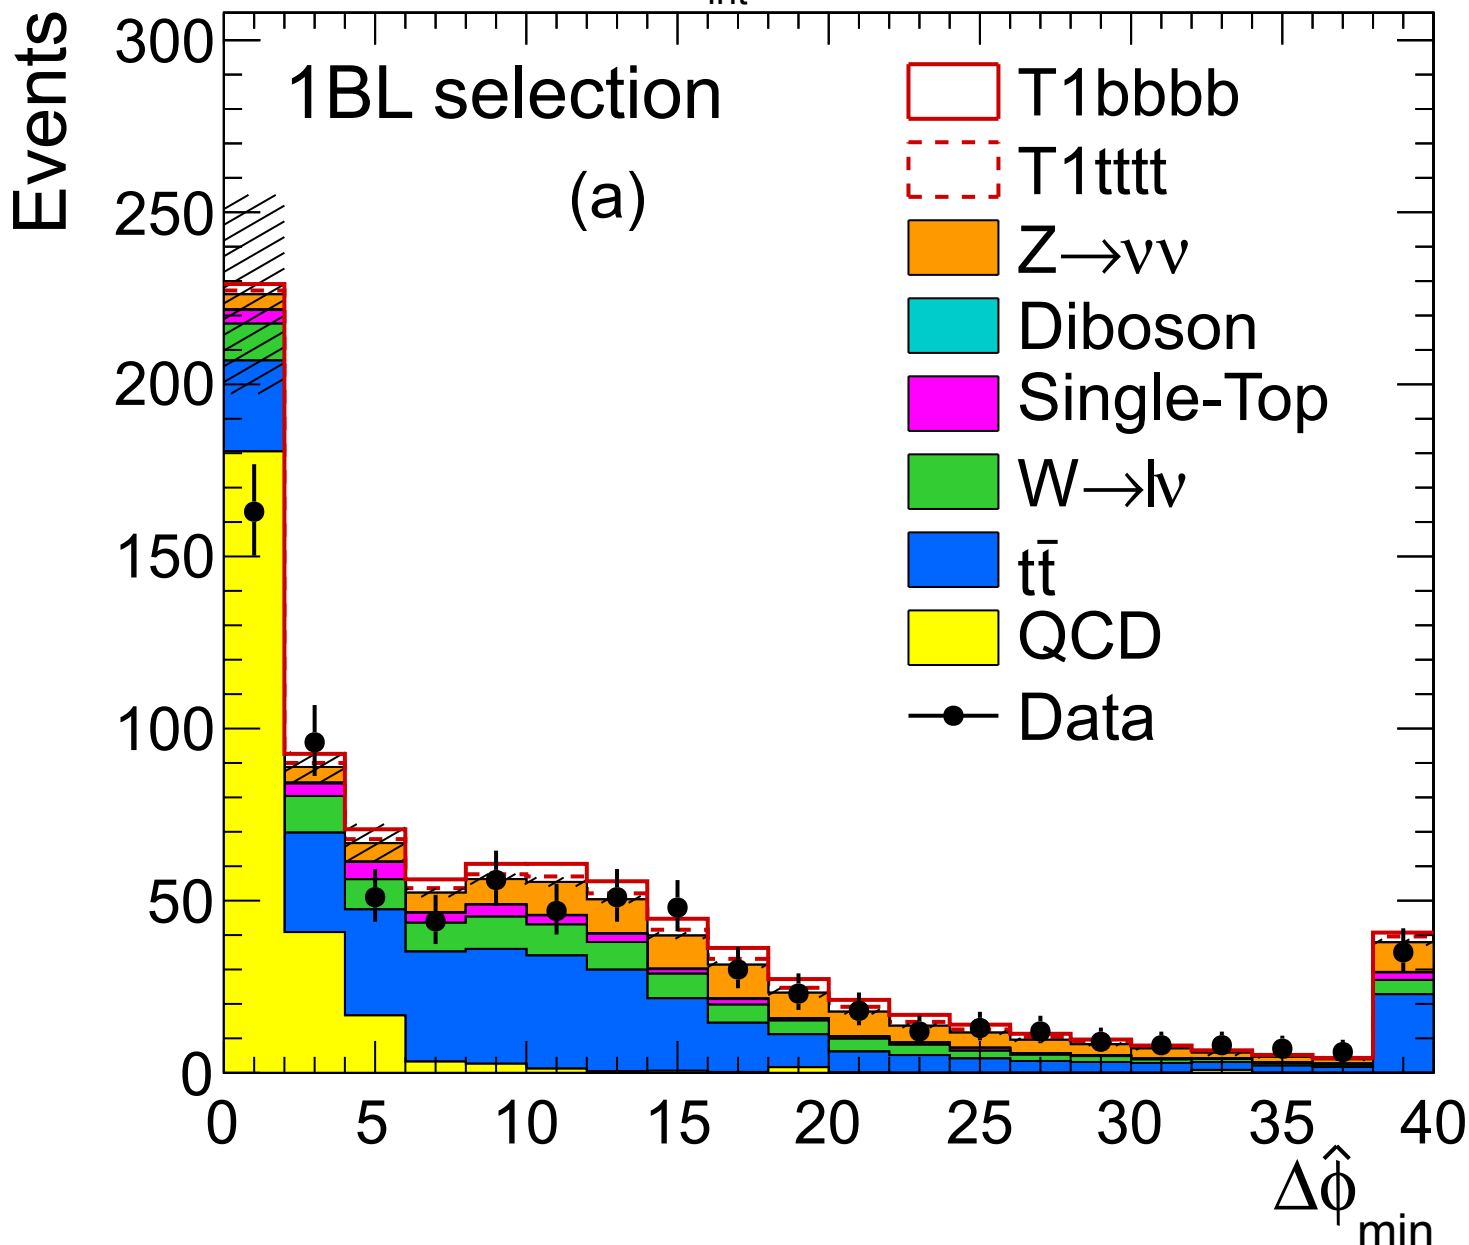 int
Events
300
250
200
150
100
50
0
1BL selection
(a)
T1bbbb
T1tttt
Z→νν
Diboson
Single-Top
W→lν
tt̄
QCD
Data
0 5 10 15 20 25 30 35 40
Δϕ̂min